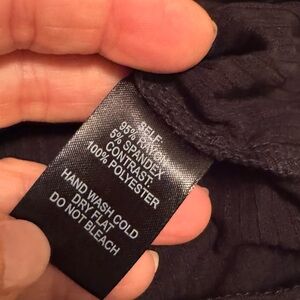 SELF:
95% RAYON
5% SPANDEX
CONTRAST:
100% POLYESTER
HAND WASH COLD
DRY FLAT
DO NOT BLEACH